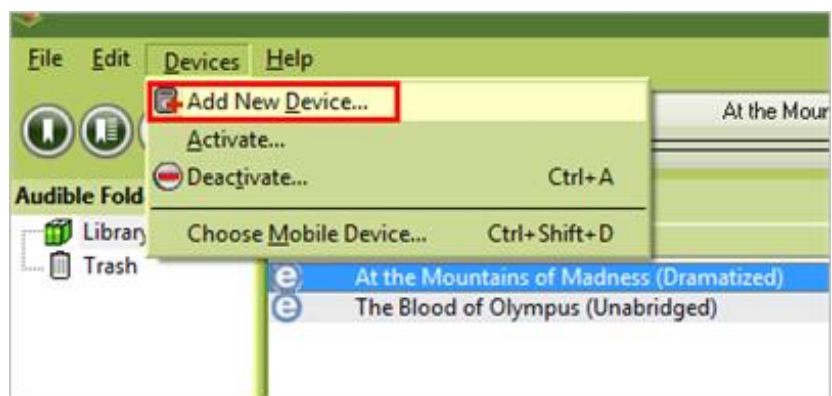 File Edit Devices Help
Add New Device...
At the Mour
Activate...
Deactivate... Ctrl+A
Audible Fold
Library
Choose Mobile Device... Ctrl+Shift+D
Trash
At the Mountains of Madness (Dramatized)
The Blood of Olympus (Unabridged)